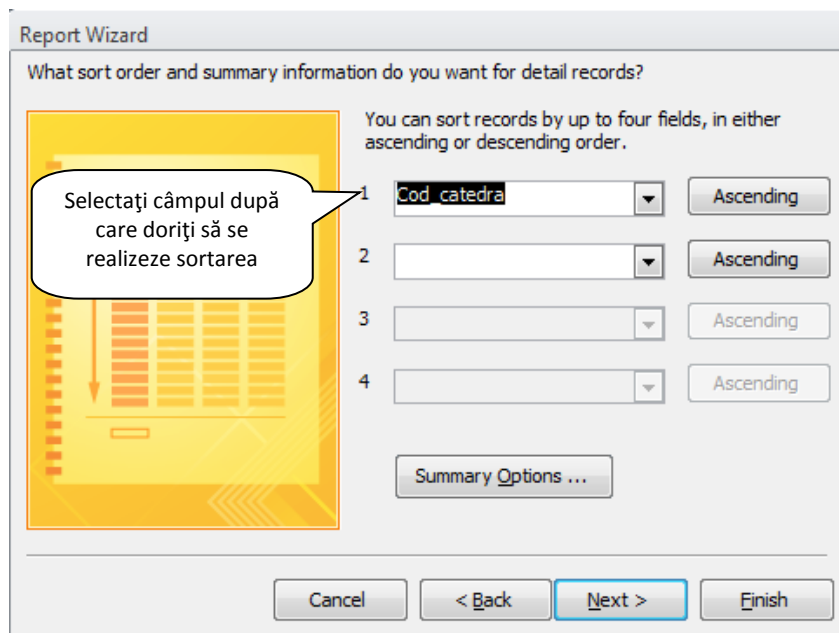 Report Wizard
What sort order and summary information do you want for detail records?
You can sort records by up to four fields, in either
ascending or descending order.
Selectaţi câmpul după
care doriţi să se
realizeze sortarea
1 Cod_catedra Ascending
2 Ascending
3 Ascending
4 Ascending
Summary Options ...
Cancel < Back Next > Finish